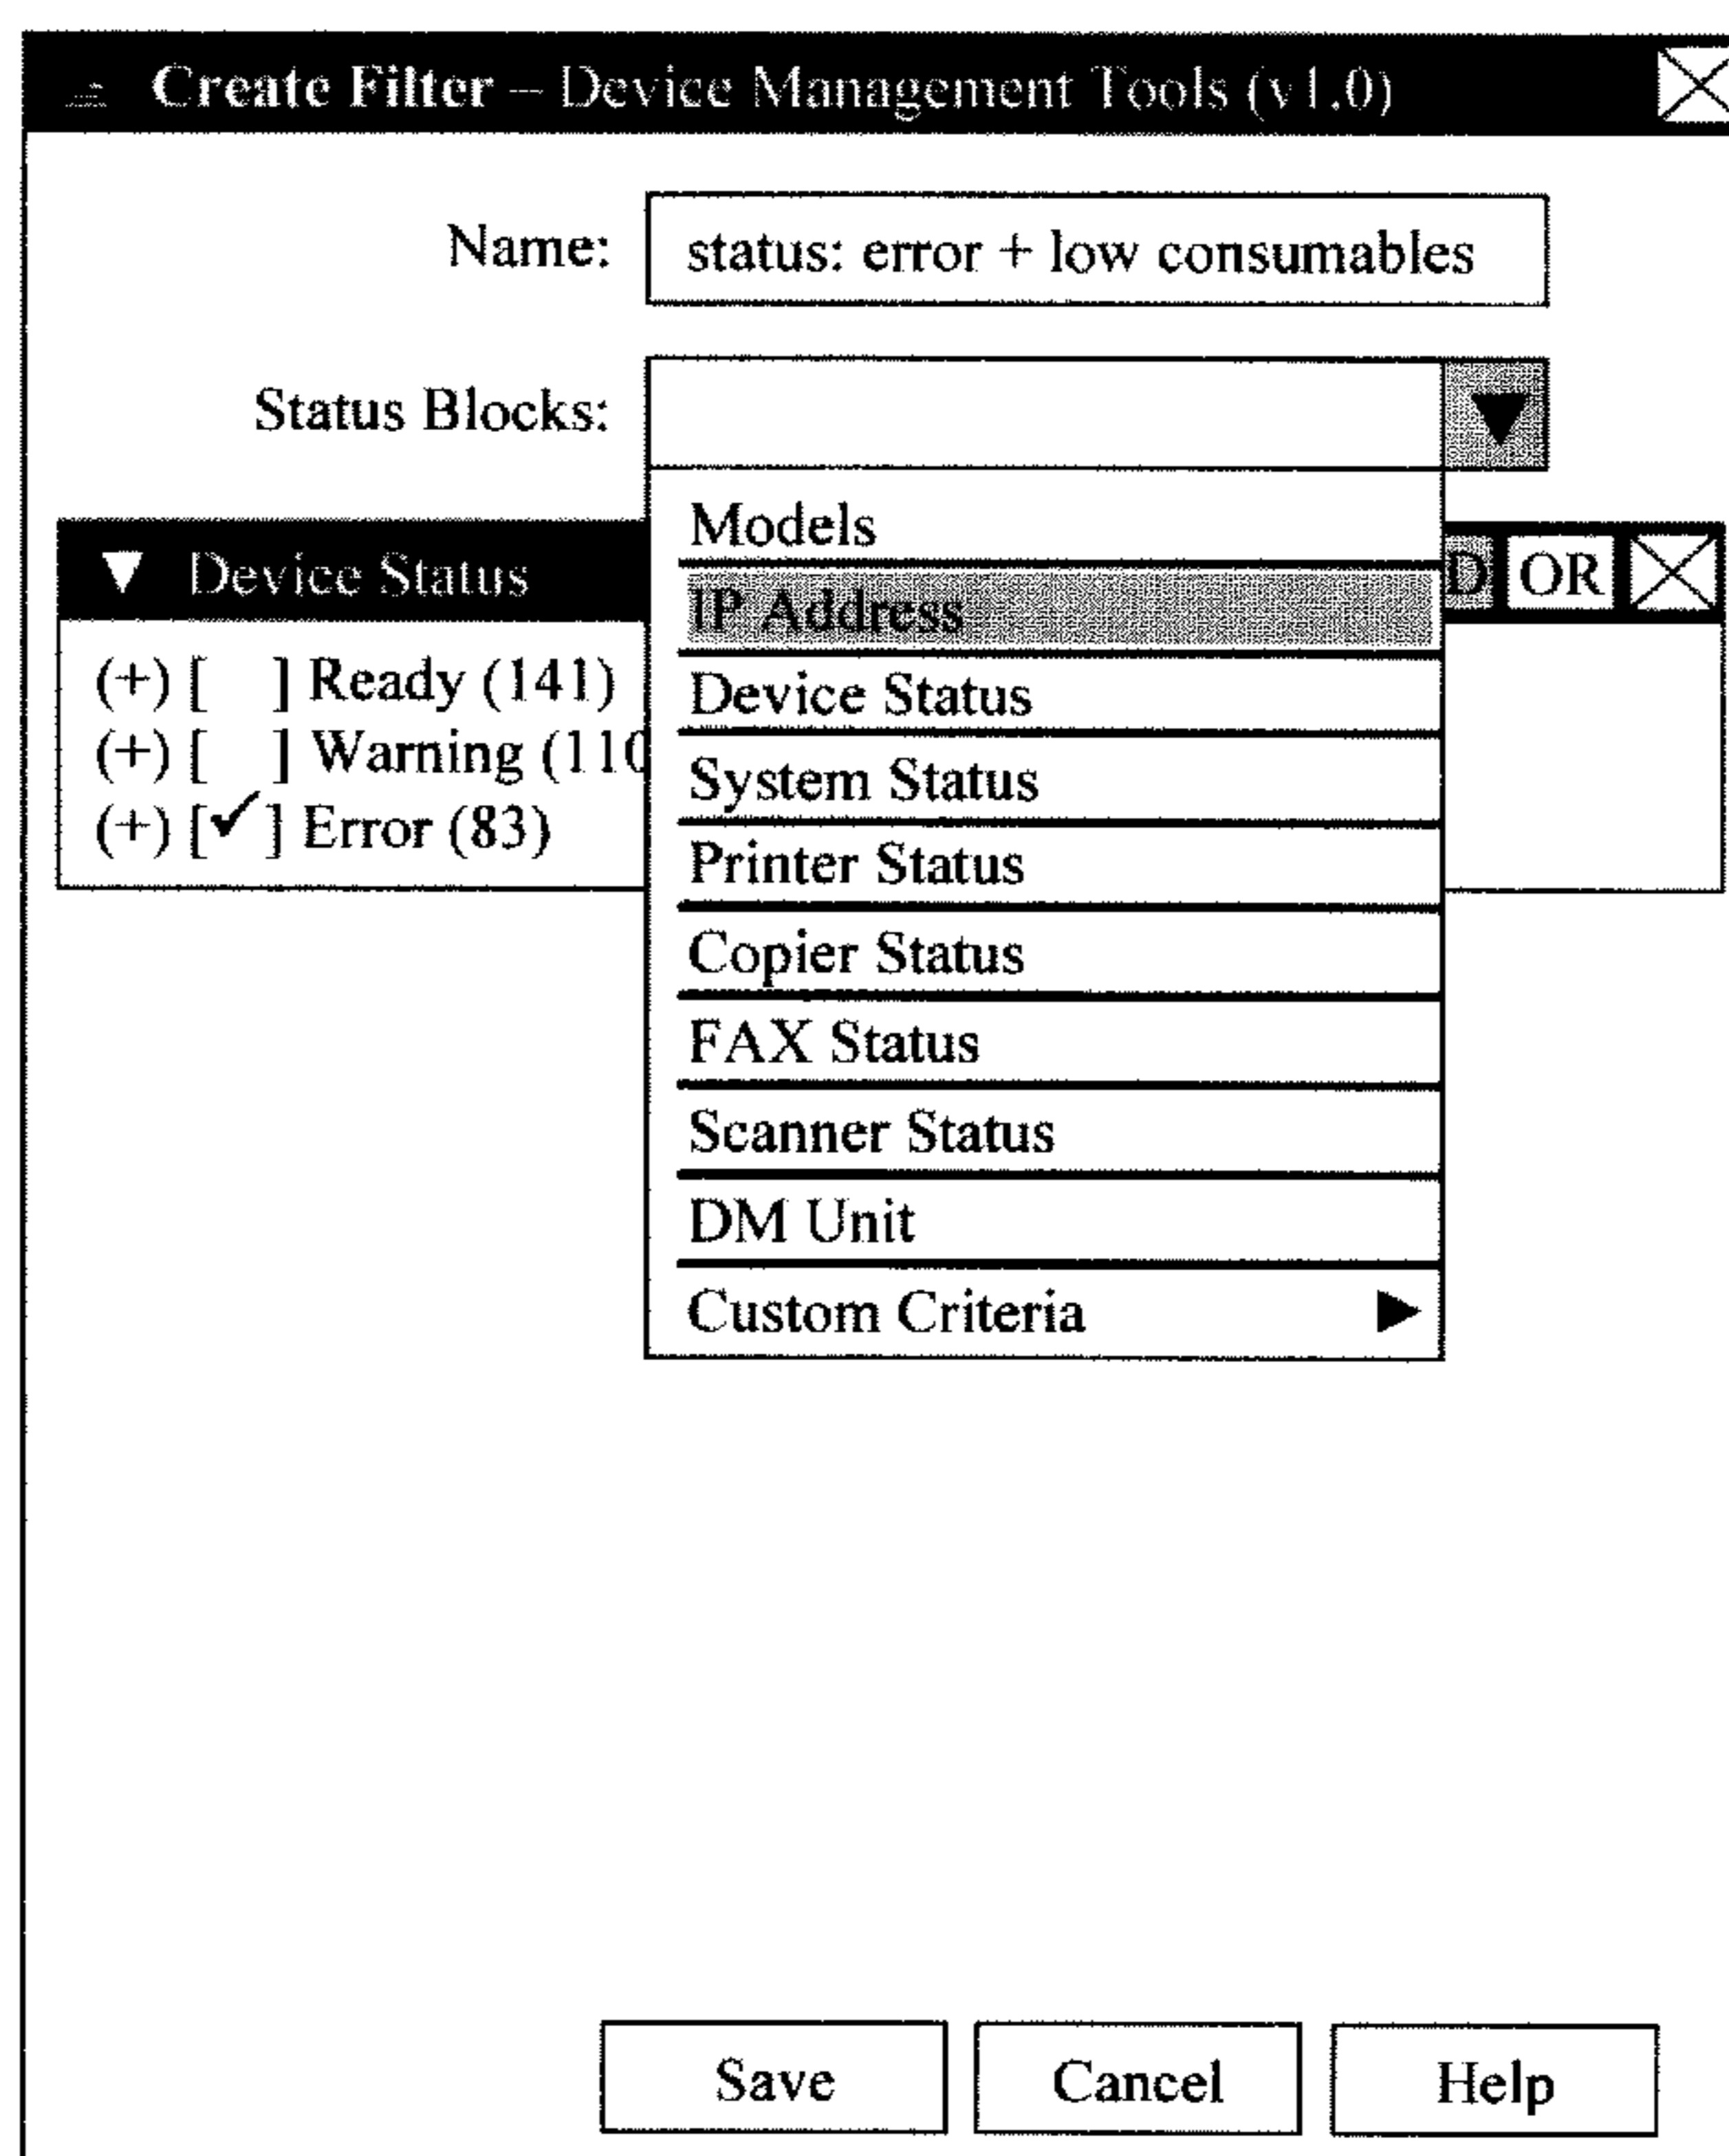 Create Filter – Device Management Tools (v1.0)
Name: status: error + low consumables
Status Blocks:
Models
IP Address
Device Status
System Status
Printer Status
Copier Status
FAX Status
Scanner Status
DM Unit
Custom Criteria
Device Status
D OR
(+) [ ] Ready (141)
(+) [ ] Warning (110
(+) [✓] Error (83)
Save Cancel Help